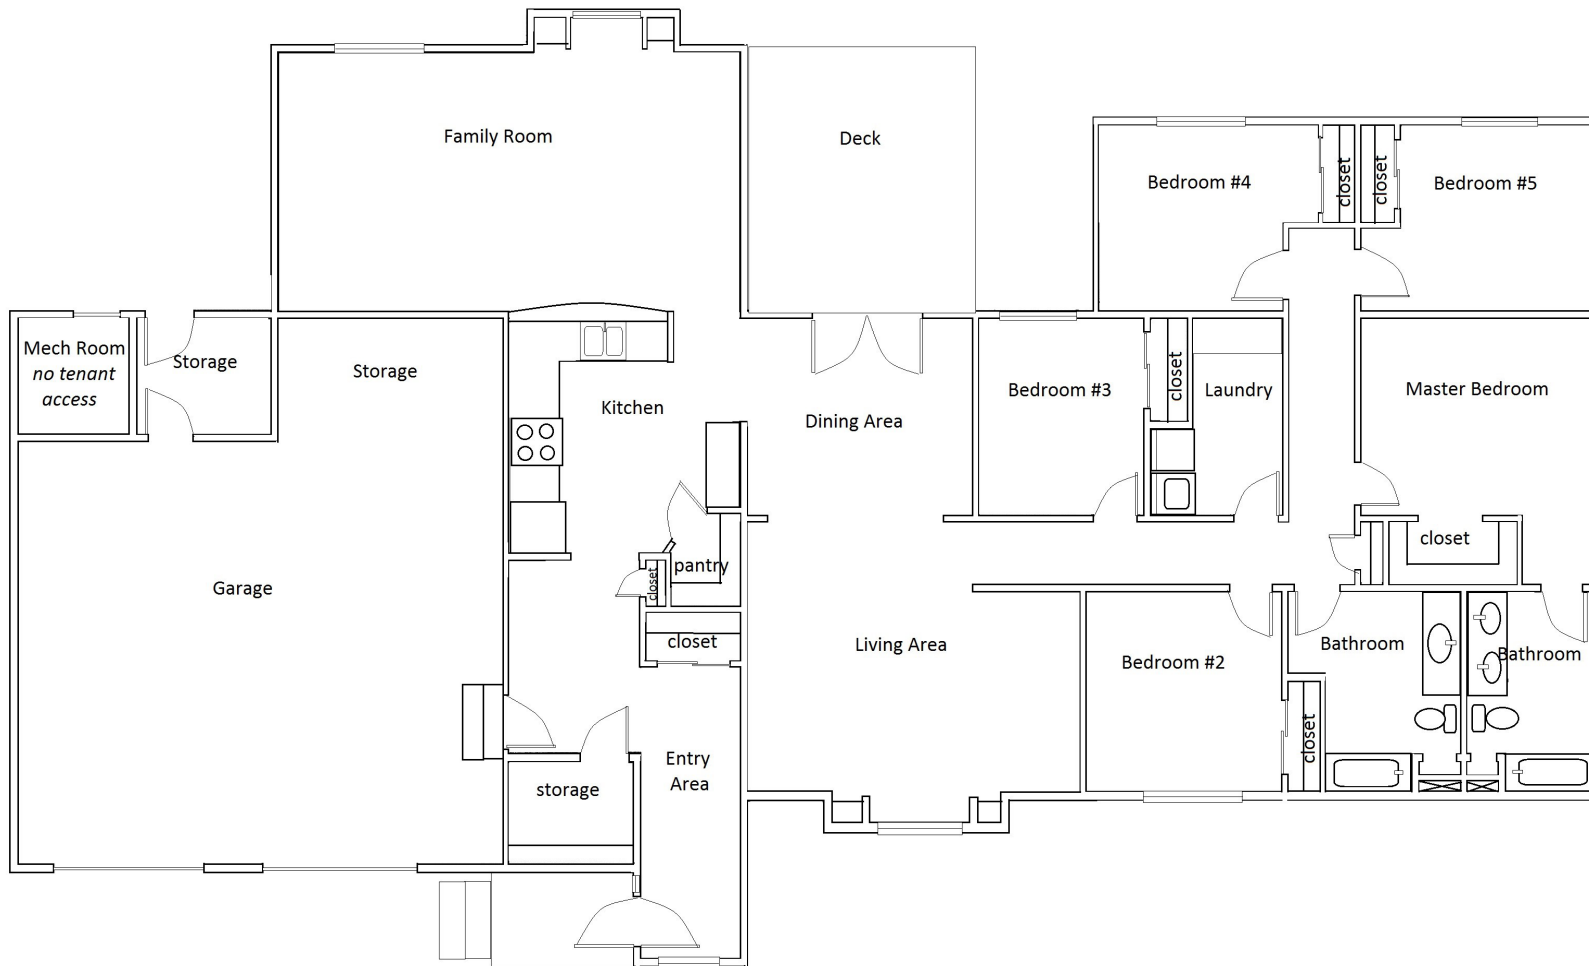 Family Room
Deck
Bedroom #4
closet
closet
Bedroom #5
Mech Room
no tenant
access
Storage
Storage
Kitchen
Dining Area
Bedroom #3
closet
Laundry
Master Bedroom
closet
pantry
closet
Garage
closet
Living Area
Bedroom #2
Bathroom
Bathroom
closet
Entry
Area
storage